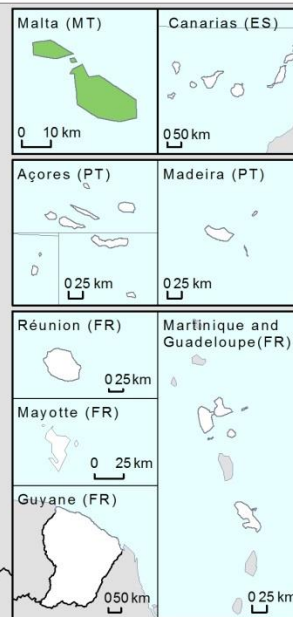 Malta (MT)
0 10 km
Canarias (ES)
0 50 km
Açores (PT)
0 25 km
Madeira (PT)
0 25 km
Réunion (FR)
0 25 km
Mayotte (FR)
0 25 km
Guyane (FR)
0 50 km
Martinique and
Guadeloupe(FR)
0 25 km